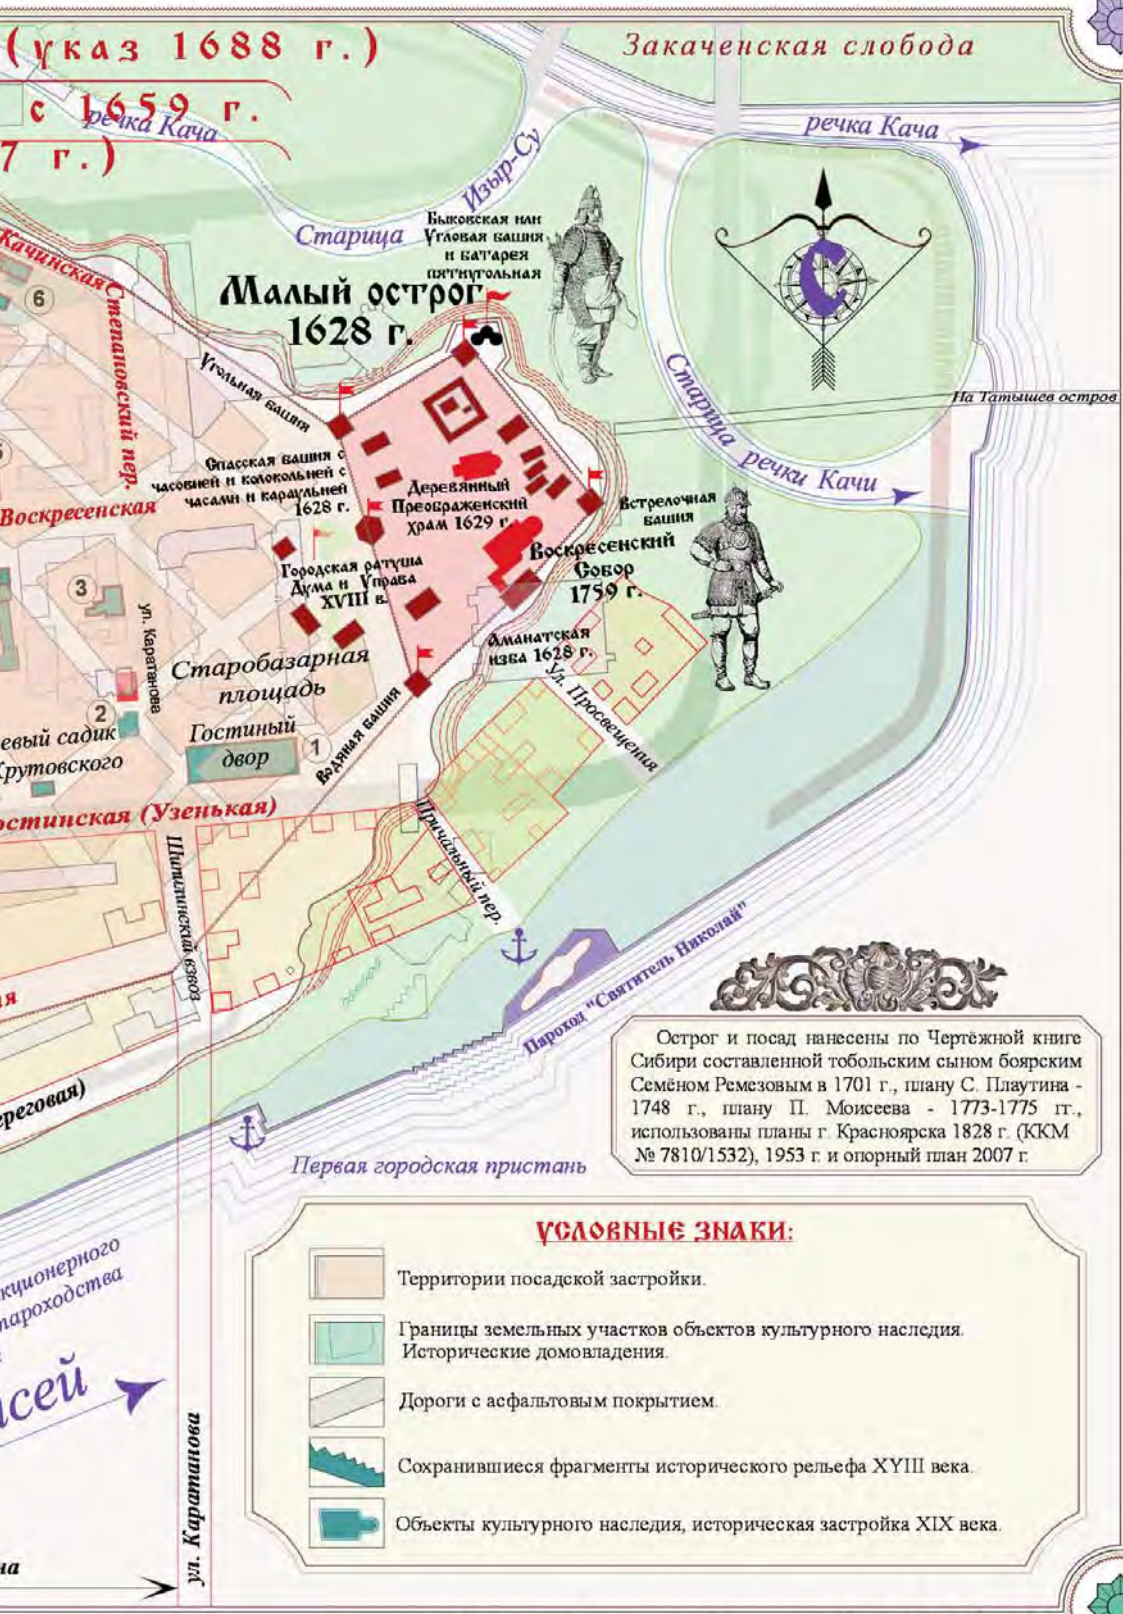 (указ 1688 г.)
с 1659 г.
7 г.)
Закаченская слобода
речка Кача
речка Кача
Старица Изыр-Су
Быковская или
Угловая башня
и батарея
пятиугольная
Малый острог
1628 г.
Качинская
Степановский пер.
6
Угольная башня
С
Старица речки Качи
На Татышев остров
Спасская башня с
часовней и колокольней с
часами и караульней
1628 г.
Деревянный
Преображенский
храм 1629 г.
Встрелочная
башня
Воскресенская
Воскресенский
Собор
1759 г.
Городская ратуша
Дума и Управа
XVIII в.
3
ул. Каратанова
Аманатская
изба 1628 г.
Старобазарная
площадь
Ул. Просвещения
2
евый садик
Крутовского
Гостиный
двор
1
Водяная башня
остинская (Узенькая)
Причальный пер.
Шипилинский взвоз
ая
Пароход "Святитель Николай"
Острог и посад нанесены по Чертёжной книге
Сибири составленной тобольским сыном боярским
Семёном Ремезовым в 1701 г., плану С. Плаутина -
1748 г., плану П. Моисеева - 1773-1775 гг.,
использованы планы г. Красноярска 1828 г. (ККМ
№ 7810/1532), 1953 г. и опорный план 2007 г.
ереговая)
Первая городская пристань
кционерного
пароходства
исей
ул. Каратанова
на
УСЛОВНЫЕ ЗНАКИ:
Территории посадской застройки.
Границы земельных участков объектов культурного наследия.
Исторические домовладения.
Дороги с асфальтовым покрытием.
Сохранившиеся фрагменты исторического рельефа XYIII века.
Объекты культурного наследия, историческая застройка XIX века.